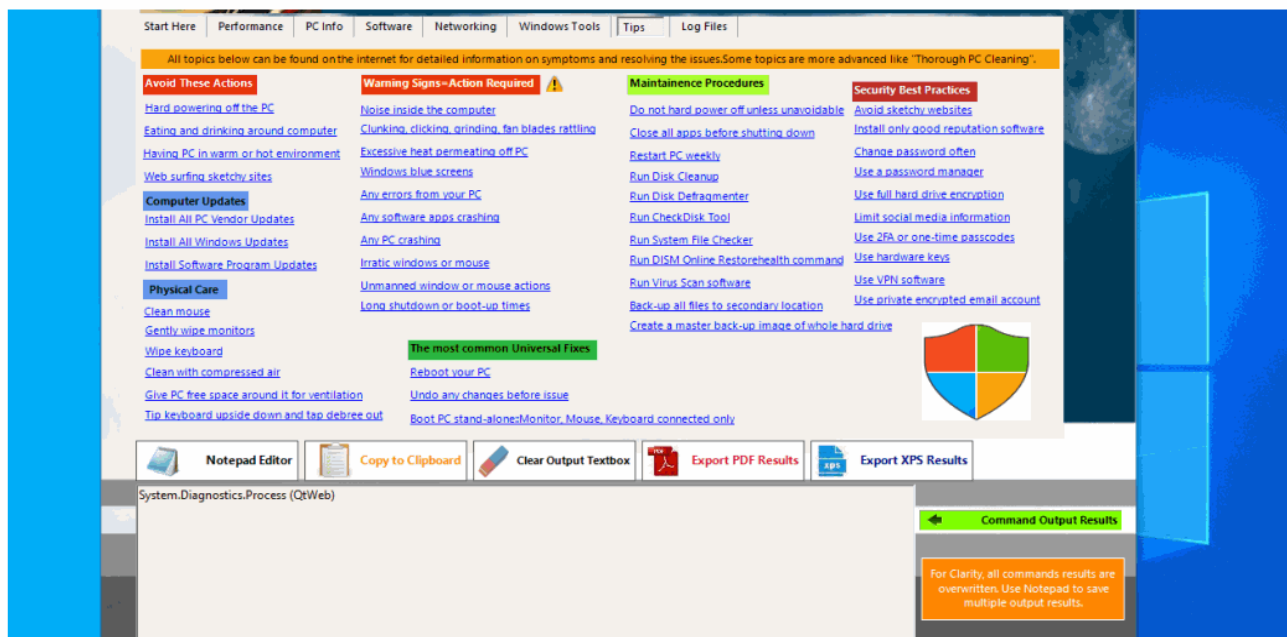 Start Here Performance PC Info Software Networking Windows Tools Tips Log Files
All topics below can be found on the internet for detailed information on symptoms and resolving the issues.Some topics are more advanced like "Thorough PC Cleaning".
Avoid These Actions
Hard powering off the PC
Eating and drinking around computer
Having PC in warm or hot environment
Web surfing sketchy sites
Computer Updates
Install All PC Vendor Updates
Install All Windows Updates
Install Software Program Updates
Physical Care
Clean mouse
Gently wipe monitors
Wipe keyboard
Clean with compressed air
Give PC free space around it for ventilation
Tip keyboard upside down and tap debree out
Warning Signs=Action Required
Noise inside the computer
Clunking, clicking, grinding, fan blades rattling
Excessive heat permeating off PC
Windows blue screens
Any errors from your PC
Any software apps crashing
Any PC crashing
Irratic windows or mouse
Unmanned window or mouse actions
Long shutdown or boot-up times
The most common Universal Fixes
Reboot your PC
Undo any changes before issue
Boot PC stand-alone:Monitor, Mouse, Keyboard connected only
Maintainence Procedures
Do not hard power off unless unavoidable
Close all apps before shutting down
Restart PC weekly
Run Disk Cleanup
Run Disk Defragmenter
Run CheckDisk Tool
Run System File Checker
Run DISM Online Restorehealth command
Run Virus Scan software
Back-up all files to secondary location
Create a master back-up image of whole hard drive
Security Best Practices
Avoid sketchy websites
Install only good reputation software
Change password often
Use a password manager
Use full hard drive encryption
Limit social media information
Use 2FA or one-time passcodes
Use hardware keys
Use VPN software
Use private encrypted email account
Notepad Editor Copy to Clipboard Clear Output Textbox PDF Export PDF Results xps Export XPS Results
System.Diagnostics.Process (QtWeb)
Command Output Results
For Clarity, all commands results are
overwritten. Use Notepad to save
multiple output results.